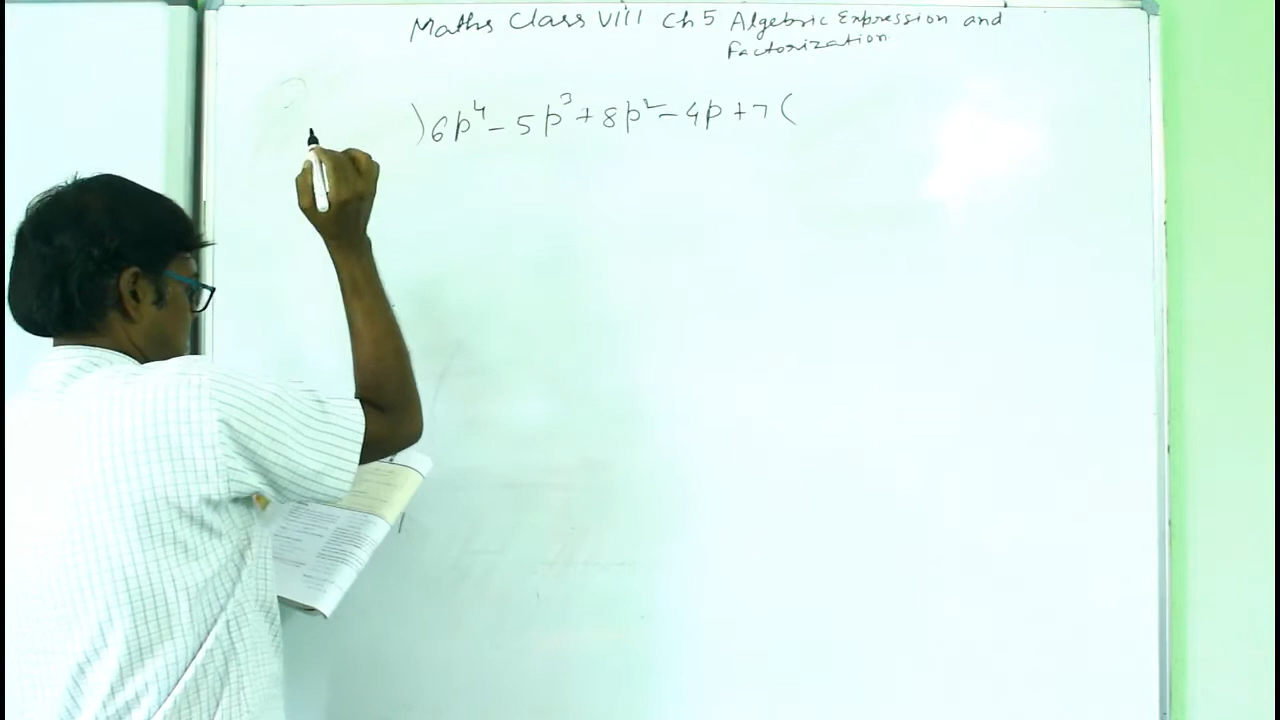 Maths Class VIII Ch 5 Algebric Expression and
Factorization
)6p⁴ - 5p³ + 8p² - 4p + 7(